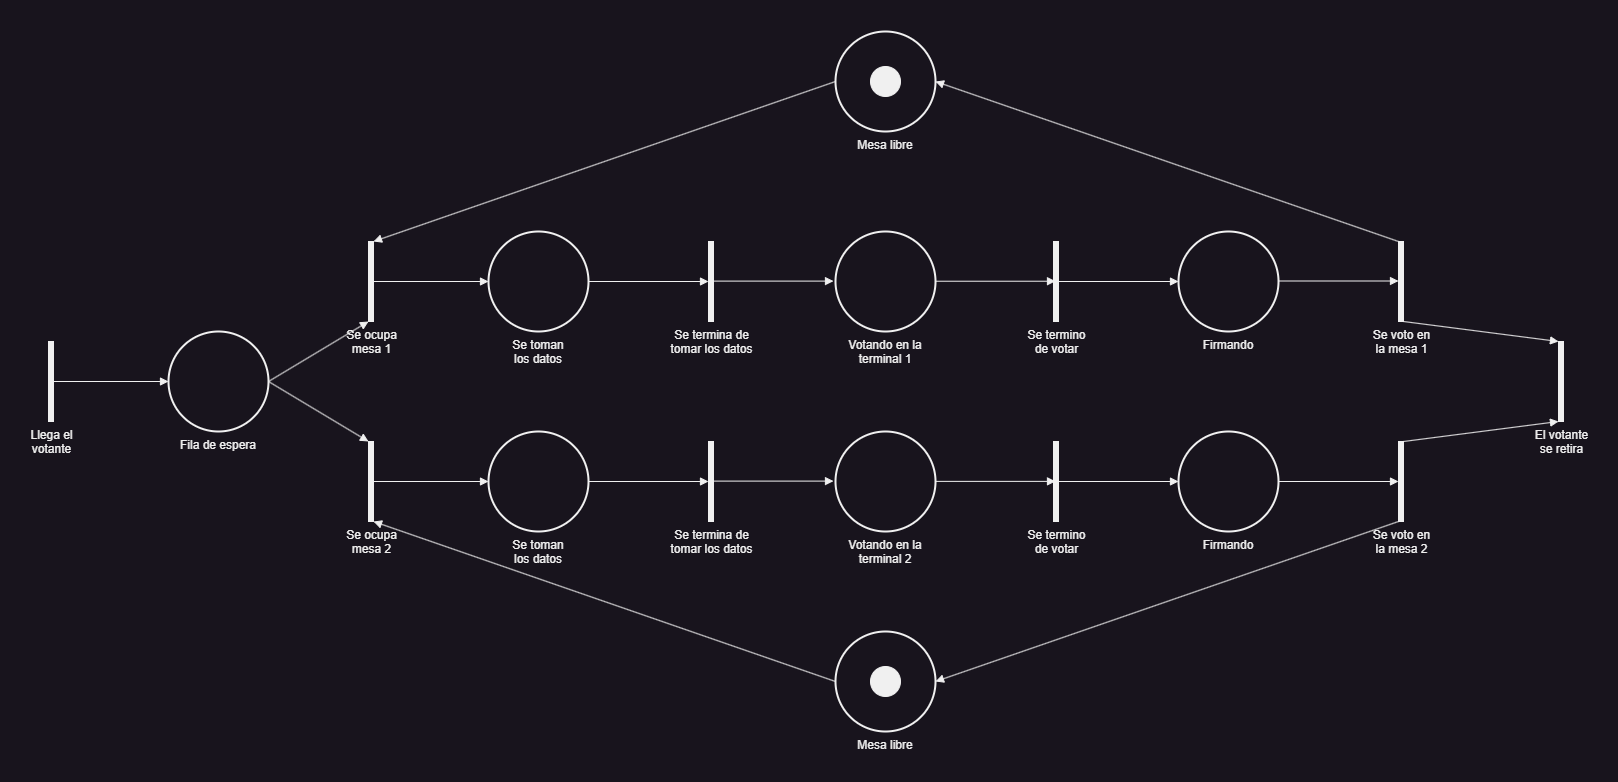 Mesa libre
Se ocupa
mesa 1
Se toman
los datos
Se termina de
tomar los datos
Votando en la
terminal 1
Se termino
de votar
Firmando
Se voto en
la mesa 1
Llega el
votante
Fila de espera
El votante
se retira
Se ocupa
mesa 2
Se toman
los datos
Se termina de
tomar los datos
Votando en la
terminal 2
Se termino
de votar
Firmando
Se voto en
la mesa 2
Mesa libre